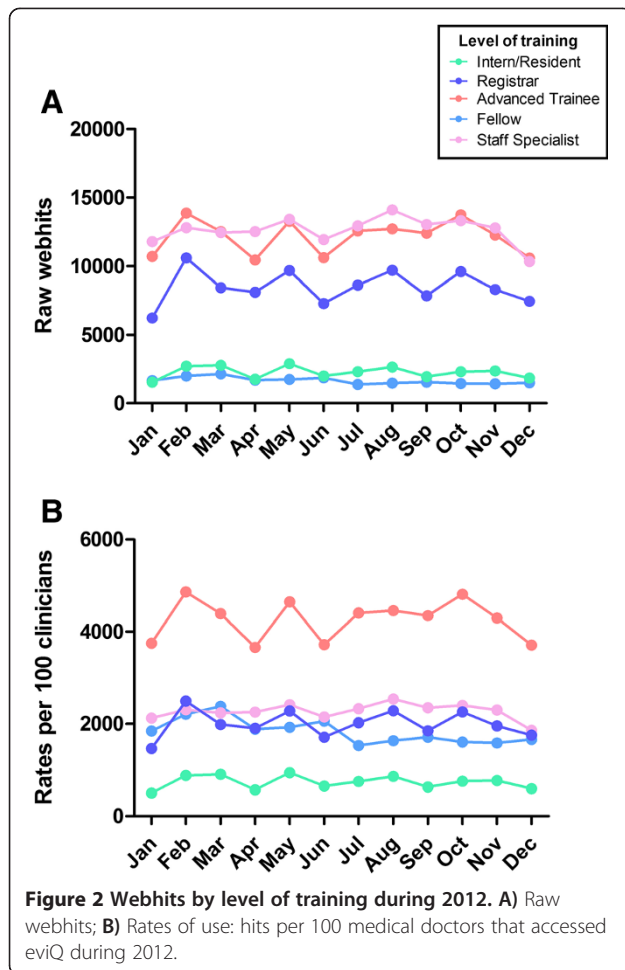 Level of training
Intern/Resident
Registrar
Advanced Trainee
Fellow
Staff Specialist
A
20000
15000
10000
5000
0
Raw webhits
Jan Feb Mar Apr May Jun Jul Aug Sep Oct Nov Dec
B
6000
4000
2000
0
Rates per 100 clinicians
Jan Feb Mar Apr May Jun Jul Aug Sep Oct Nov Dec
Figure 2 Webhits by level of training during 2012. A) Raw
webhits; B) Rates of use: hits per 100 medical doctors that accessed
eviQ during 2012.